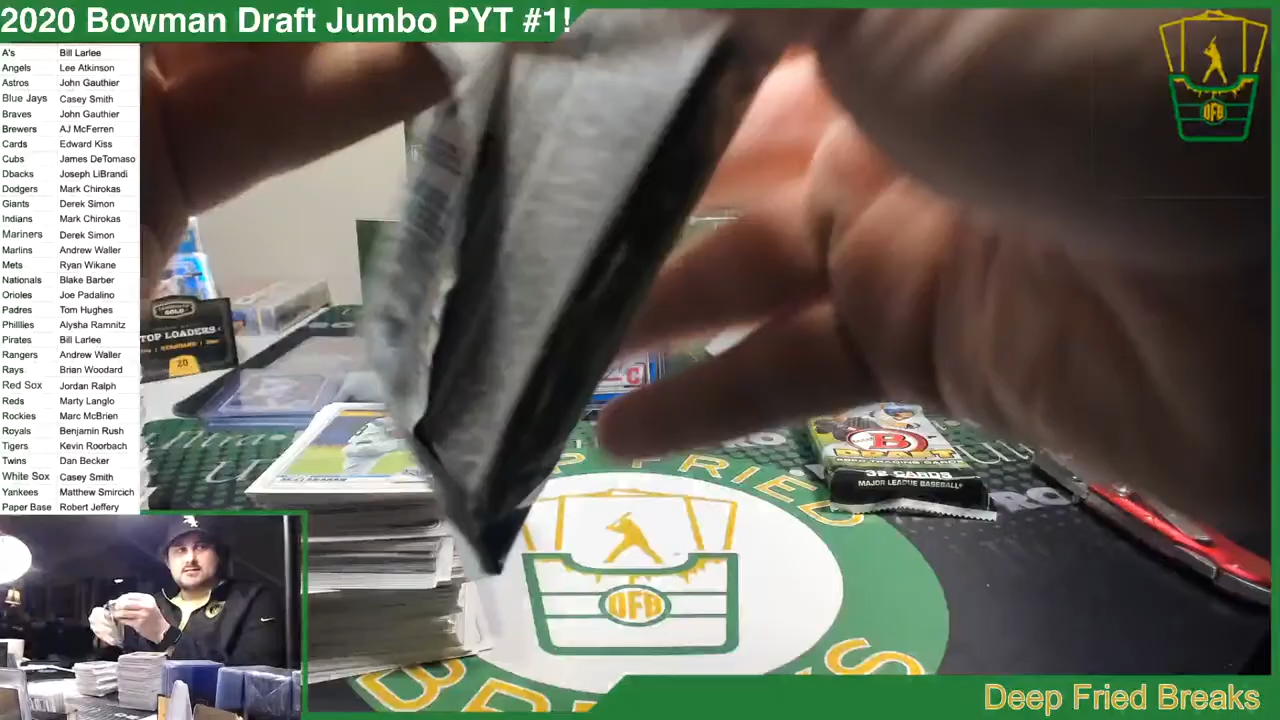 2020 Bowman Draft Jumbo PYT #1!
A's Bill Larlee
Angels Lee Atkinson
Astros John Gauthier
Blue Jays Casey Smith
Braves John Gauthier
Brewers AJ McFerren
Cards Edward Kiss
Cubs James DeTomaso
Dbacks Joseph LiBrandi
Dodgers Mark Chirokas
Giants Derek Simon
Indians Mark Chirokas
Mariners Derek Simon
Marlins Andrew Waller
Mets Ryan Wikane
Nationals Blake Barber
Orioles Joe Padalino
Padres Tom Hughes
Philllies Alysha Ramnitz
Pirates Bill Larlee
Rangers Andrew Waller
Rays Brian Woodard
Red Sox Jordan Ralph
Reds Marty Langlo
Rockies Marc McBrien
Royals Benjamin Rush
Tigers Kevin Roorbach
Twins Dan Becker
White Sox Casey Smith
Yankees Matthew Smircich
Paper Base Robert Jeffery
DFB
GOLD
TOP LOADERS
20
B
DRAFT
32 CARDS
MAJOR LEAGUE BASEBALL
P FRIED
DFB
Deep Fried Breaks